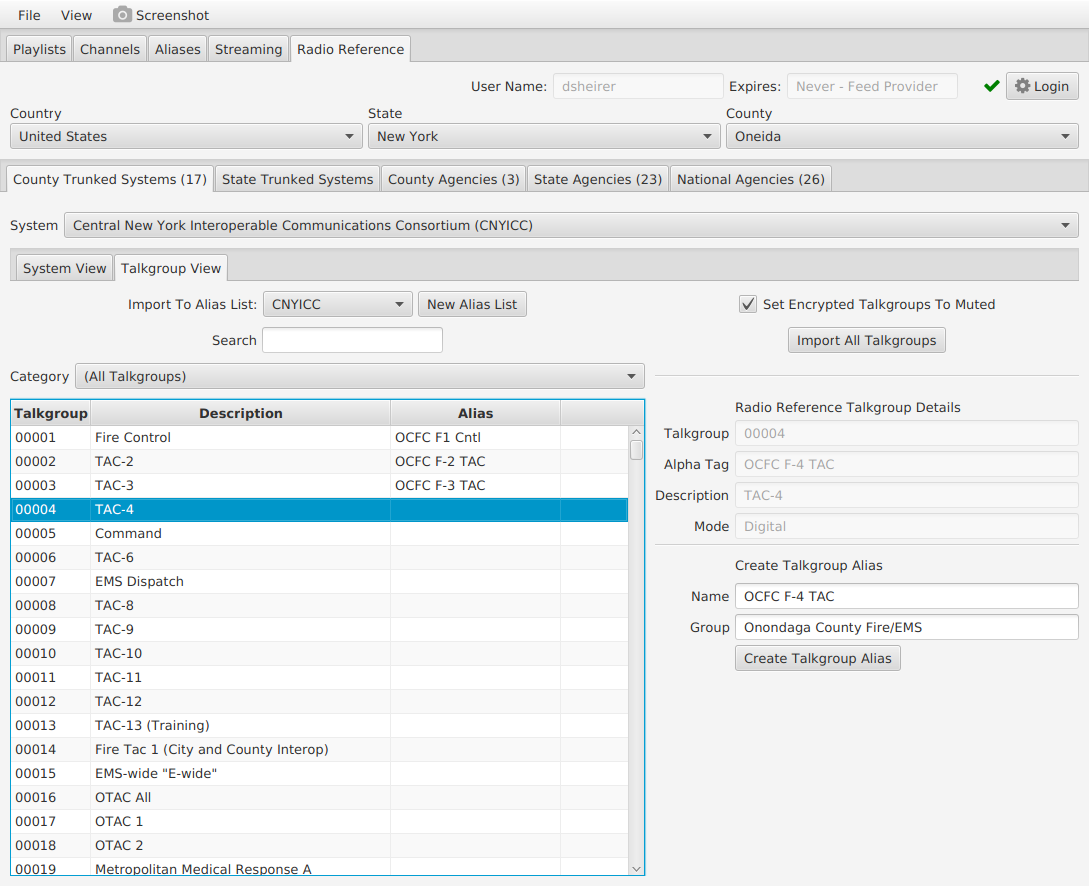 File View Screenshot
Playlists Channels Aliases Streaming Radio Reference
User Name: dsheirer Expires: Never - Feed Provider Login
Country State County
United States New York Oneida
County Trunked Systems (17) State Trunked Systems County Agencies (3) State Agencies (23) National Agencies (26)
System Central New York Interoperable Communications Consortium (CNYICC)
System View Talkgroup View
Import To Alias List: CNYICC New Alias List Set Encrypted Talkgroups To Muted
Search Import All Talkgroups
Category (All Talkgroups)
Talkgroup Description Alias
00001 Fire Control OCFC F1 Cntl
00002 TAC-2 OCFC F-2 TAC
00003 TAC-3 OCFC F-3 TAC
00004 TAC-4
00005 Command
00006 TAC-6
00007 EMS Dispatch
00008 TAC-8
00009 TAC-9
00010 TAC-10
00011 TAC-11
00012 TAC-12
00013 TAC-13 (Training)
00014 Fire Tac 1 (City and County Interop)
00015 EMS-wide "E-wide"
00016 OTAC All
00017 OTAC 1
00018 OTAC 2
00019 Metropolitan Medical Response A
Radio Reference Talkgroup Details
Talkgroup 00004
Alpha Tag OCFC F-4 TAC
Description TAC-4
Mode Digital
Create Talkgroup Alias
Name OCFC F-4 TAC
Group Onondaga County Fire/EMS
Create Talkgroup Alias